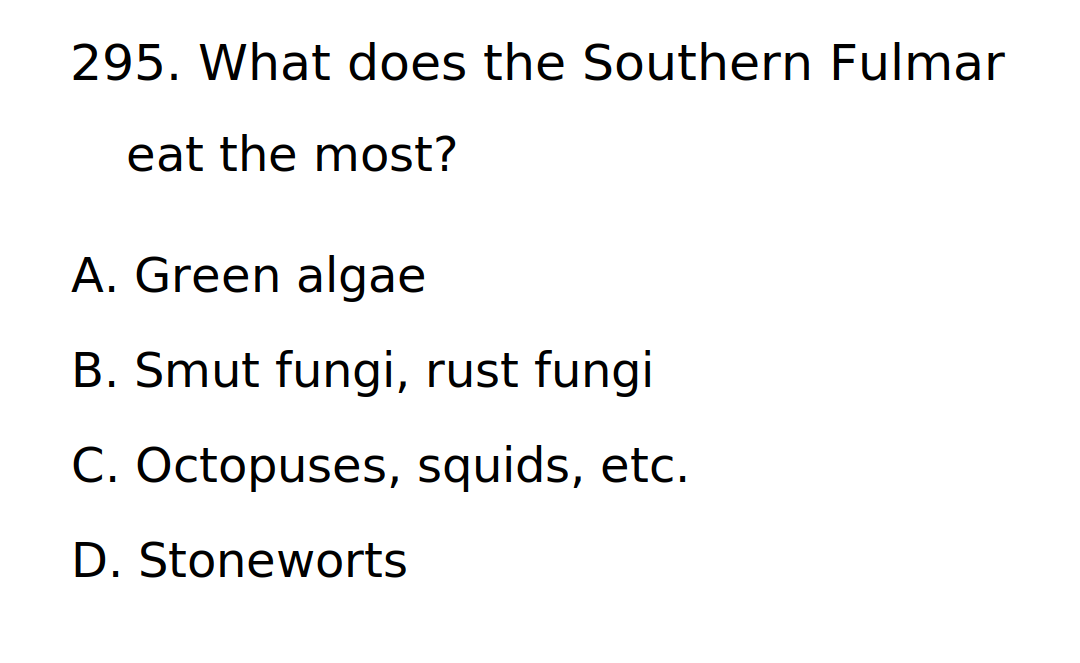 295. What does the Southern Fulmar
eat the most?
A. Green algae
B. Smut fungi, rust fungi
C. Octopuses, squids, etc.
D. Stoneworts